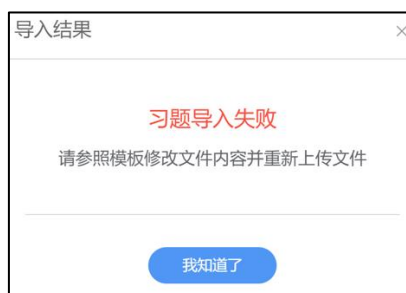 导入结果
习题导入失败
请参照模板修改文件内容并重新上传文件
我知道了